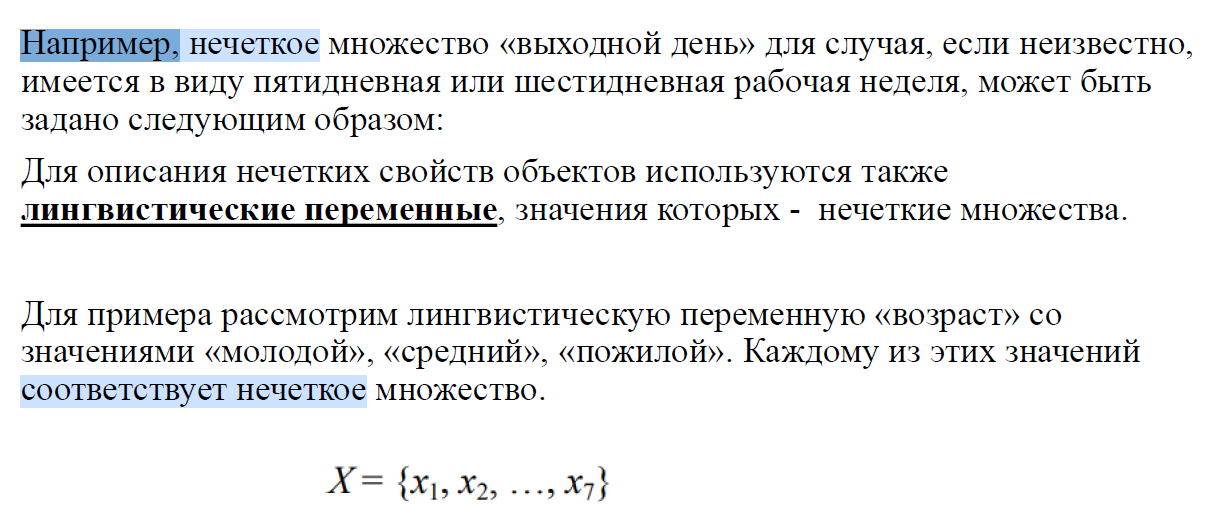 Например, нечеткое множество «выходной день» для случая, если неизвестно,
имеется в виду пятидневная или шестидневная рабочая неделя, может быть
задано следующим образом:
Для описания нечетких свойств объектов используются также
лингвистические переменные, значения которых - нечеткие множества.
Для примера рассмотрим лингвистическую переменную «возраст» со
значениями «молодой», «средний», «пожилой». Каждому из этих значений
соответствует нечеткое множество.
X = {x₁, x₂, …, x₇}